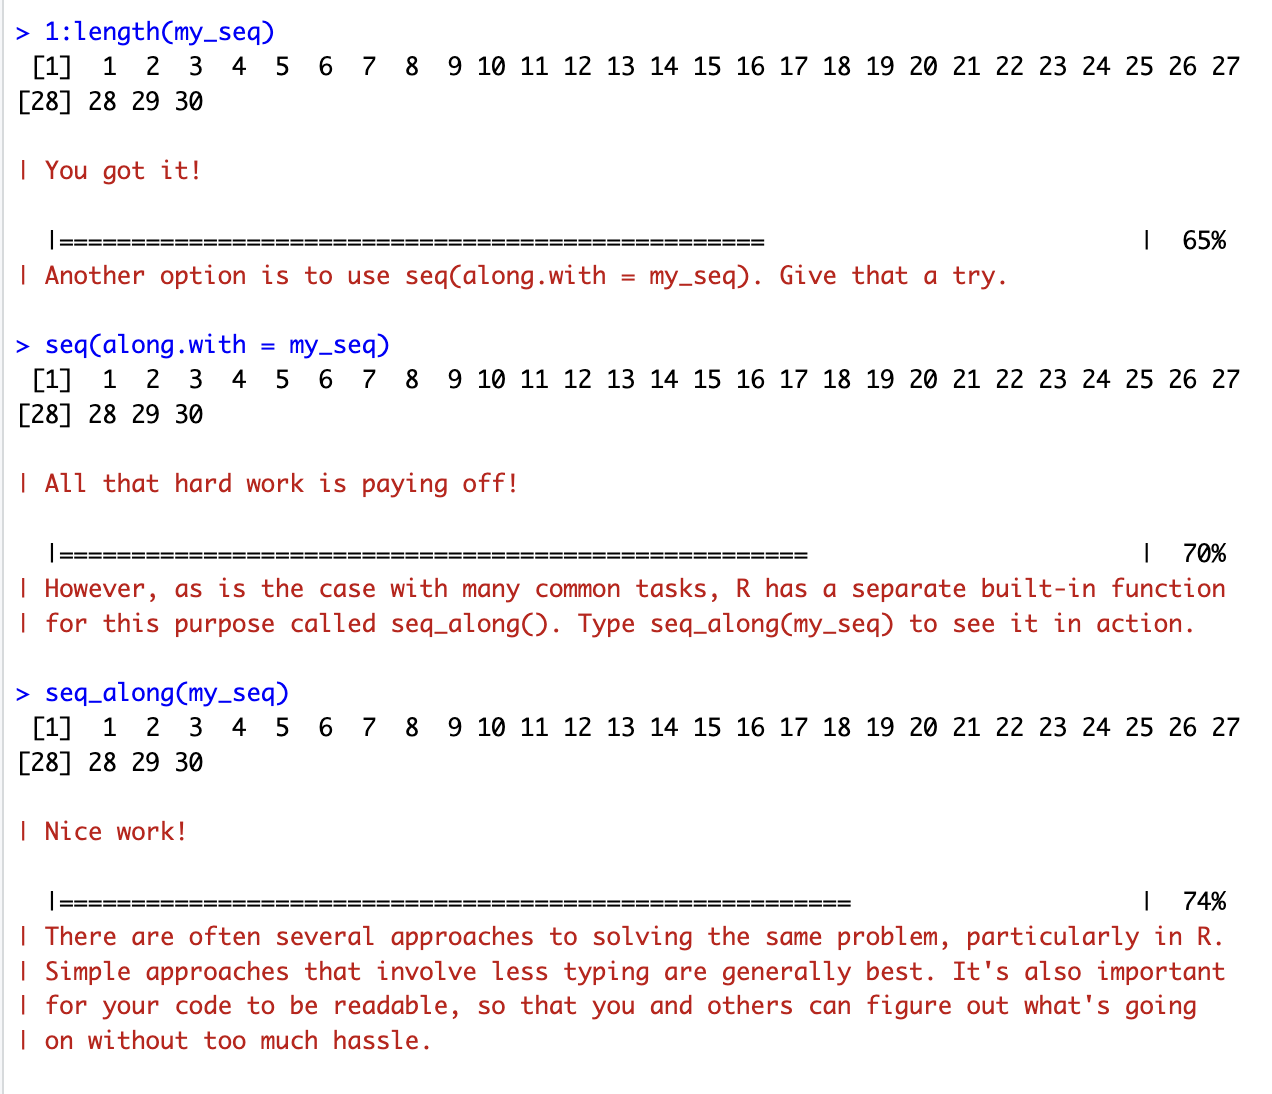 > 1:length(my_seq)
 [1]  1  2  3  4  5  6  7  8  9 10 11 12 13 14 15 16 17 18 19 20 21 22 23 24 25 26 27
[28] 28 29 30
| You got it!
  |=================================================                          |  65%
| Another option is to use seq(along.with = my_seq). Give that a try.
> seq(along.with = my_seq)
 [1]  1  2  3  4  5  6  7  8  9 10 11 12 13 14 15 16 17 18 19 20 21 22 23 24 25 26 27
[28] 28 29 30
| All that hard work is paying off!
  |====================================================                       |  70%
| However, as is the case with many common tasks, R has a separate built-in function
| for this purpose called seq_along(). Type seq_along(my_seq) to see it in action.
> seq_along(my_seq)
 [1]  1  2  3  4  5  6  7  8  9 10 11 12 13 14 15 16 17 18 19 20 21 22 23 24 25 26 27
[28] 28 29 30
| Nice work!
  |=======================================================                    |  74%
| There are often several approaches to solving the same problem, particularly in R.
| Simple approaches that involve less typing are generally best. It's also important
| for your code to be readable, so that you and others can figure out what's going
| on without too much hassle.